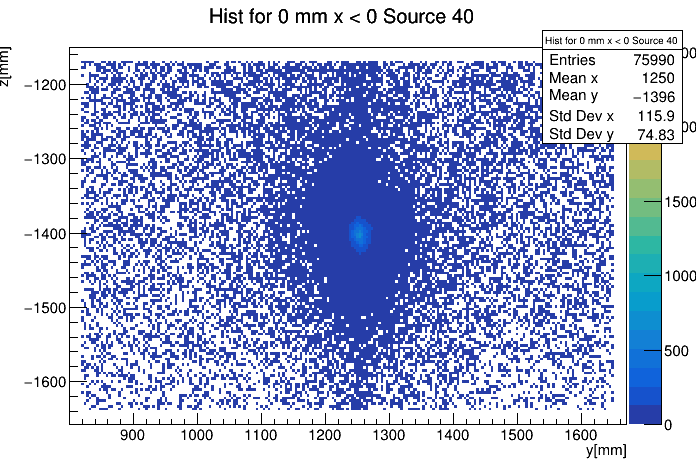 Hist for 0 mm x < 0 Source 40
Hist for 0 mm x < 0 Source 40
Entries 75990
Mean x 1250
Mean y −1396
Std Dev x 115.9
Std Dev y 74.83
z[mm]
−1200
−1300
−1400
−1500
−1600
1500
1000
500
0
900 1000 1100 1200 1300 1400 1500 1600
y[mm]